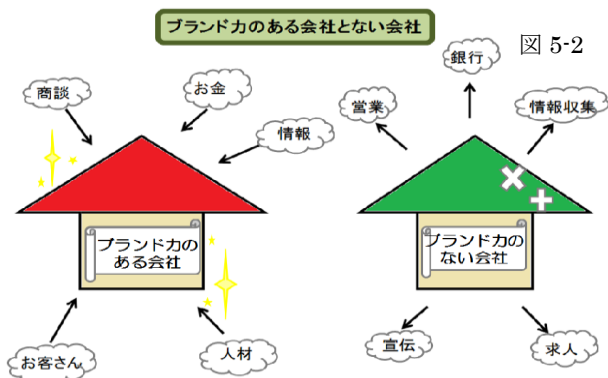 ブランド力のある会社とない会社
図 5-2
商談
お金
情報
ブランド力の
ある会社
お客さん
人材
銀行
営業
情報収集
ブランド力の
ない会社
宣伝
求人